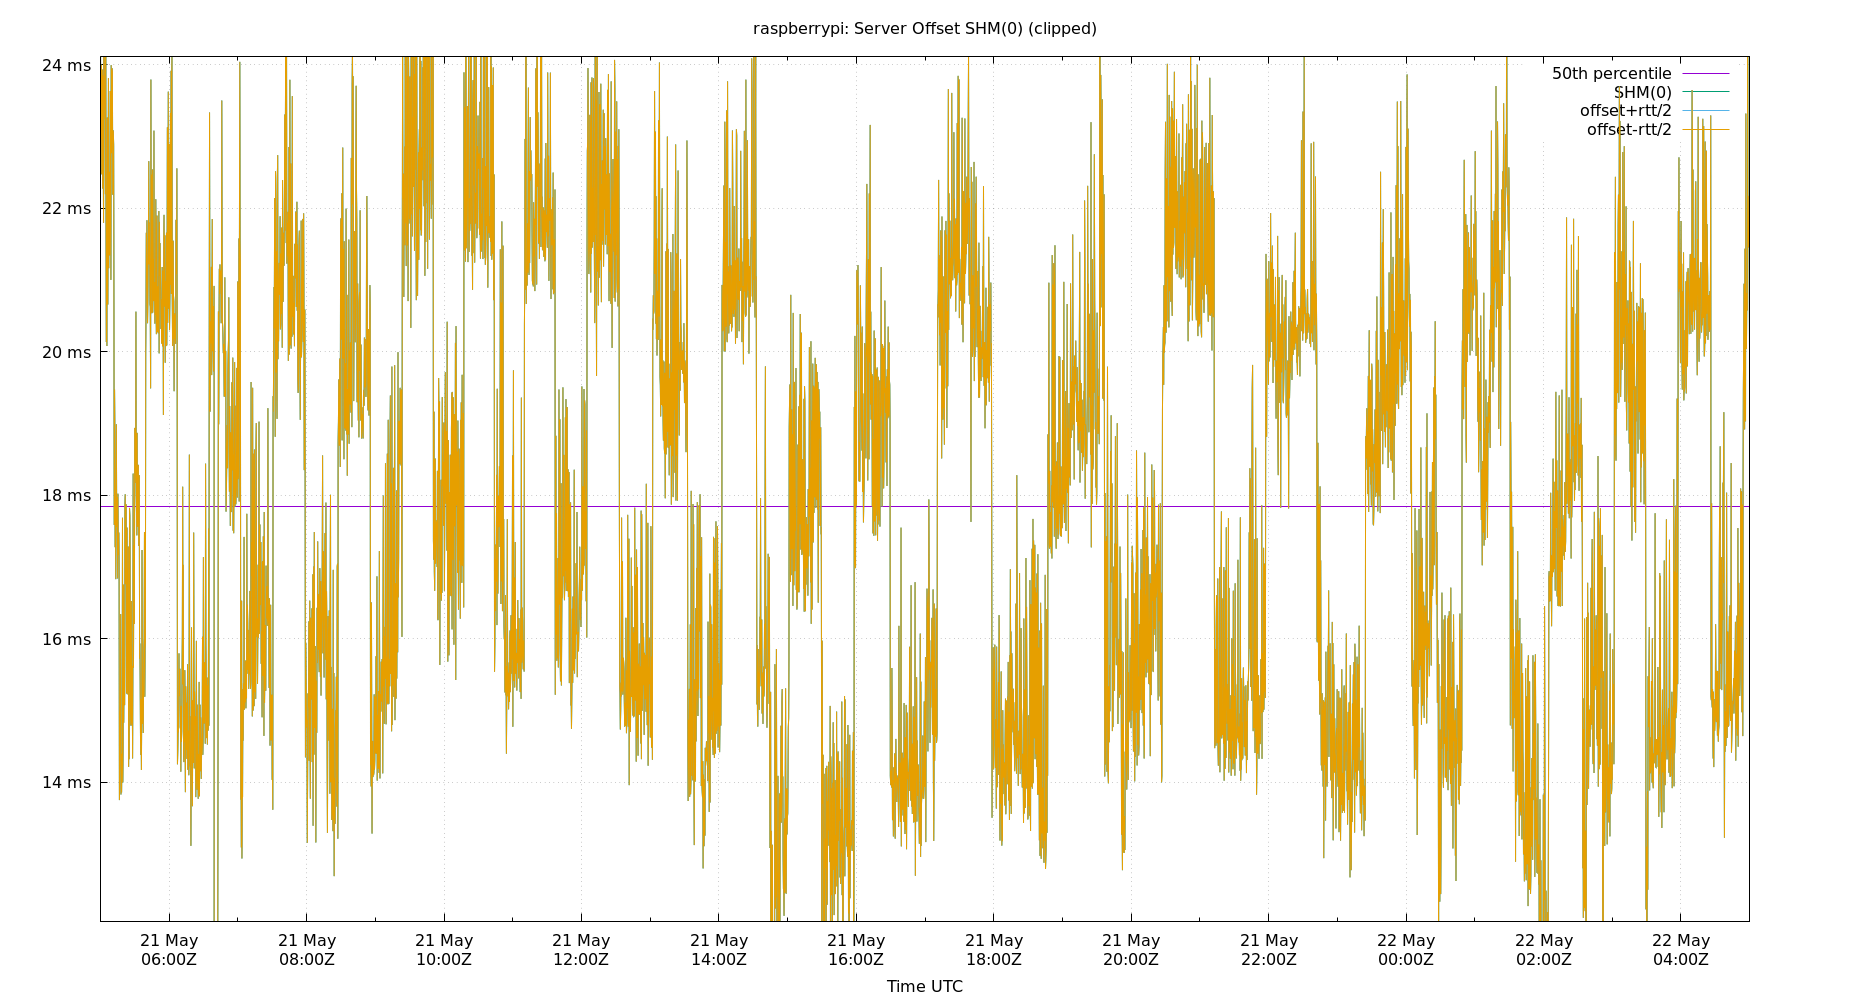 raspberrypi: Server Offset SHM(0) (clipped)
24 ms
22 ms
20 ms
18 ms
16 ms
14 ms
50th percentile
SHM(0)
offset+rtt/2
offset-rtt/2
21 May 21 May 21 May 21 May 21 May 21 May 21 May 21 May 21 May 22 May 22 May 22 May
06:00Z 08:00Z 10:00Z 12:00Z 14:00Z 16:00Z 18:00Z 20:00Z 22:00Z 00:00Z 02:00Z 04:00Z
Time UTC